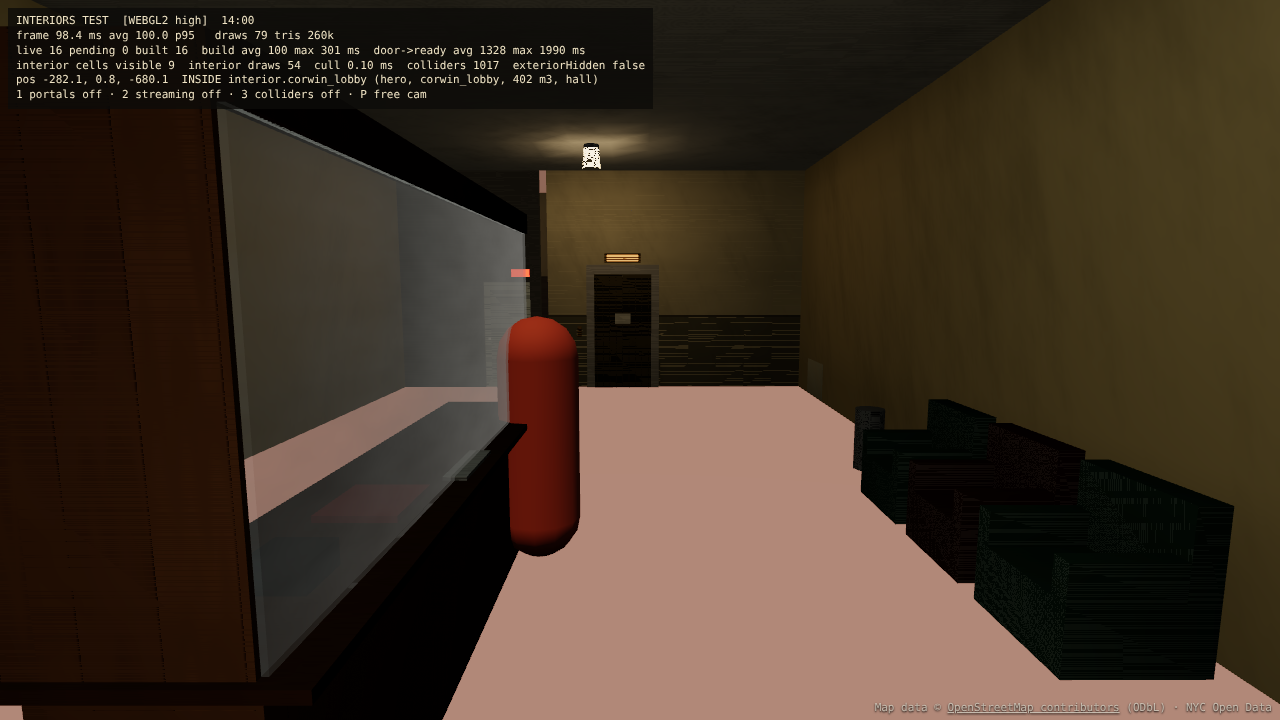 INTERIORS TEST [WEBGL2 high] 14:00
frame 98.4 ms avg 100.0 p95 draws 79 tris 260k
live 16 pending 0 built 16 build avg 100 max 301 ms door->ready avg 1328 max 1990 ms
interior cells visible 9 interior draws 54 cull 0.10 ms colliders 1017 exteriorHidden false
pos -282.1, 0.8, -680.1 INSIDE interior.corwin_lobby (hero, corwin_lobby, 402 m3, hall)
1 portals off · 2 streaming off · 3 colliders off · P free cam
Map data © OpenStreetMap contributors (ODbL) · NYC Open Data